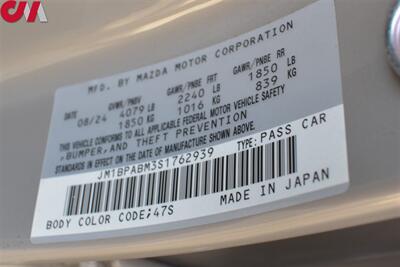 CMA
MFD. BY MAZDA MOTOR CORPORATION
DATE GVWR/PNBV GAWR/PNBE FRT GAWR/PNBE RR
08/24 4079 LB 2240 LB 1850 LB
1850 KG 1016 KG 839 KG
THIS VEHICLE CONFORMS TO ALL APPLICABLE FEDERAL MOTOR VEHICLE SAFETY
,BUMPER, AND THEFT PREVENTION
STANDARDS IN EFFECT ON THE DATE OF MANUFACTURE SHOWN ABOVE.
JM1BPABM3S1762939 TYPE: PASS CAR
BODY COLOR CODE;47S MADE IN JAPAN